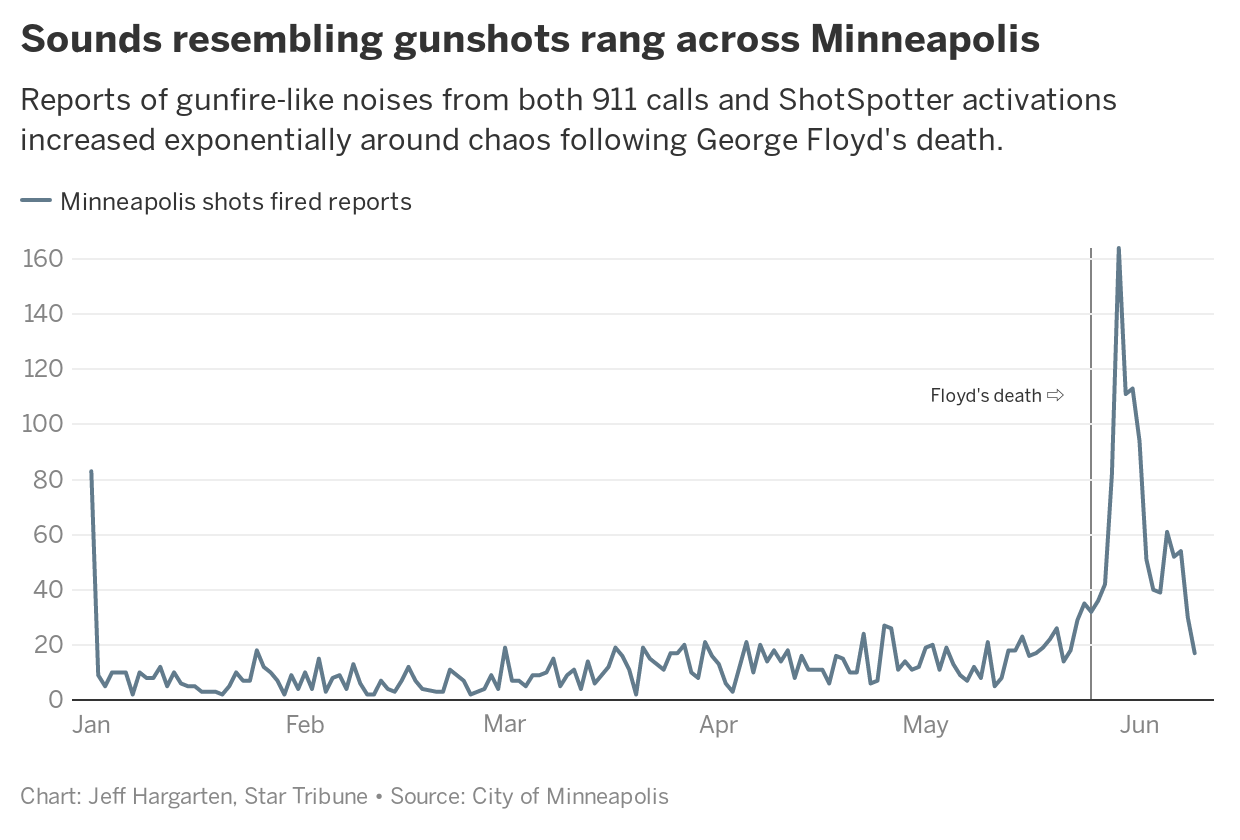 Sounds resembling gunshots rang across Minneapolis
Reports of gunfire-like noises from both 911 calls and ShotSpotter activations
increased exponentially around chaos following George Floyd's death.
Minneapolis shots fired reports
160
140
120
100
80
60
40
20
0
Floyd's death ⇨
Jan Feb Mar Apr May Jun
Chart: Jeff Hargarten, Star Tribune • Source: City of Minneapolis